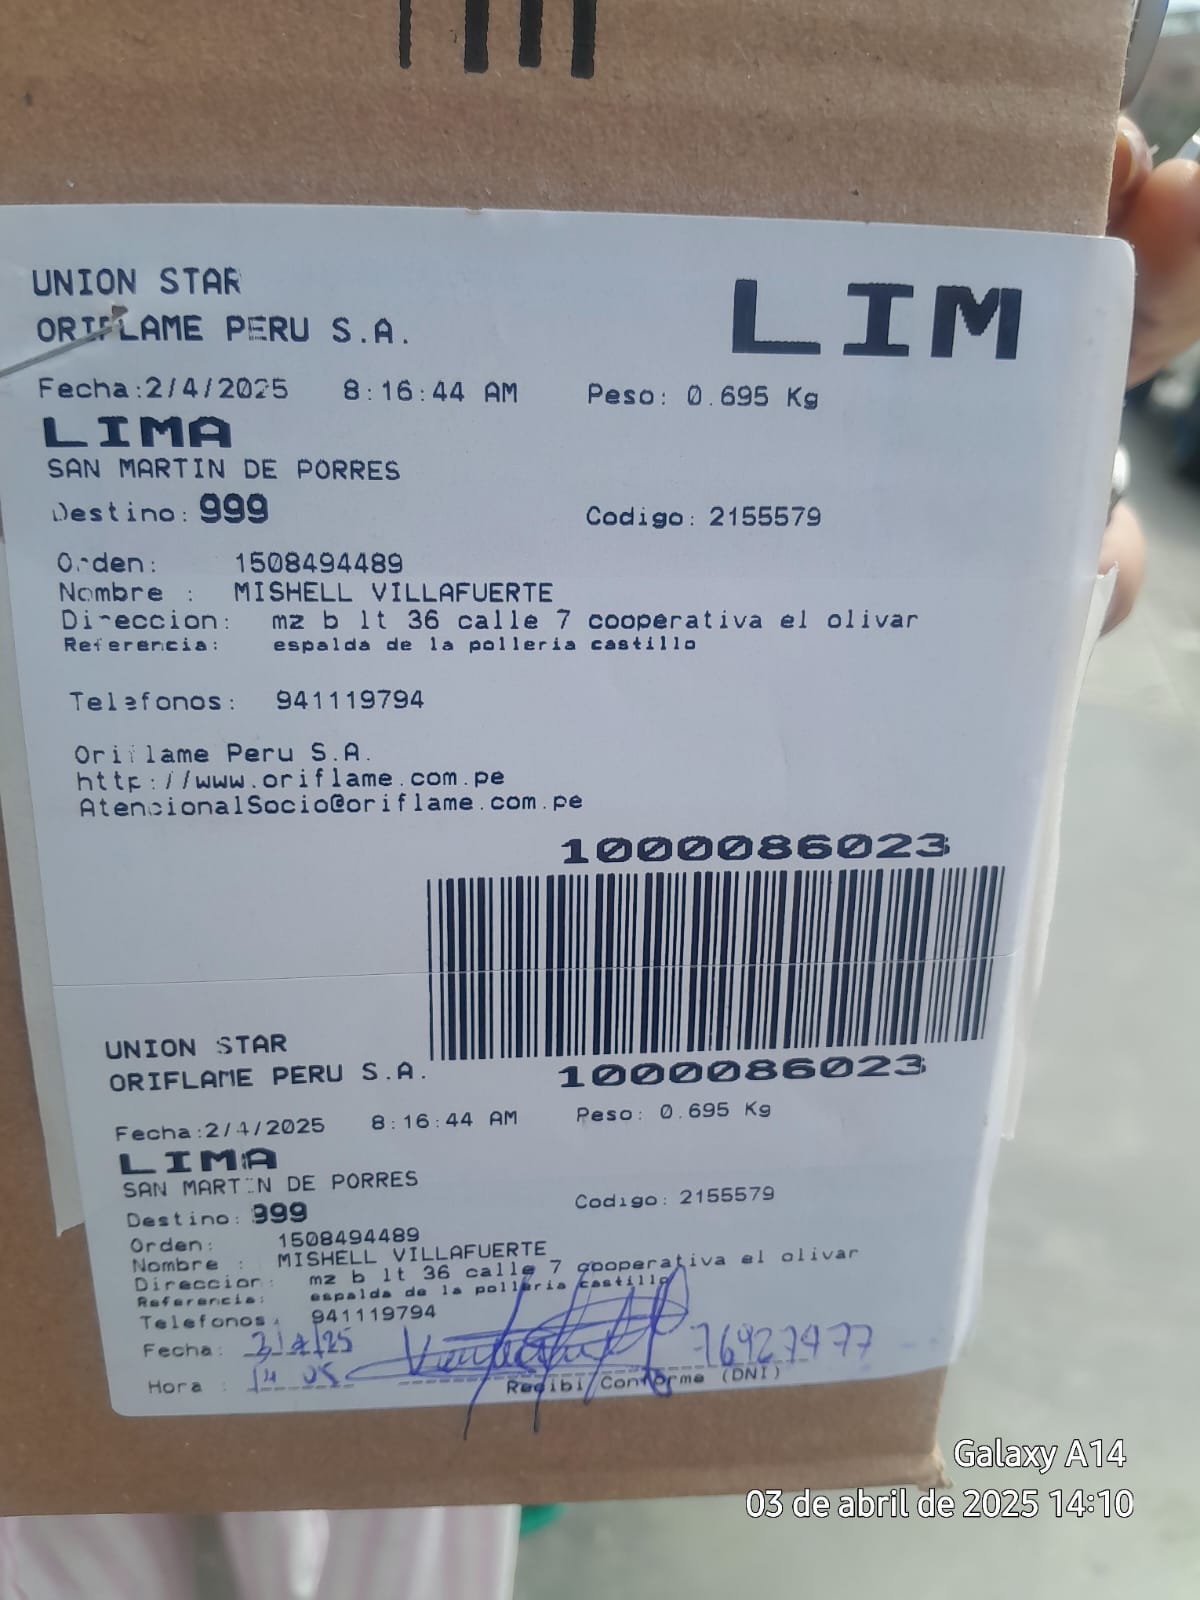 UNION STAR
ORIFLAME PERU S.A.
LIM
Fecha:2/4/2025 8:16:44 AM Peso: 0.695 Kg
LIMA
SAN MARTIN DE PORRES
Destino: 999 Codigo: 2155579
Orden: 1508494489
Nombre : MISHELL VILLAFUERTE
Direccion: mz b lt 36 calle 7 cooperativa el olivar
Referencia: espalda de la polleria castillo
Telefonos: 941119794
Oriflame Peru S.A.
http://www.oriflame.com.pe
AtencionalSocio@oriflame.com.pe
1000086023
UNION STAR
ORIFLAME PERU S.A.
1000086023
Fecha:2/4/2025 8:16:44 AM Peso: 0.695 Kg
LIMA
SAN MARTIN DE PORRES
Destino: 999 Codigo: 2155579
Orden: 1508494489
Nombre : MISHELL VILLAFUERTE
Direccion: mz b lt 36 calle 7 cooperativa el olivar
Referencia: espalda de la polleria castillo
Telefonos: 941119794
Fecha: 3/4/25 76927977
Hora : 14 05 Recibi Conforme (DNI)
Galaxy A14
03 de abril de 2025 14:10